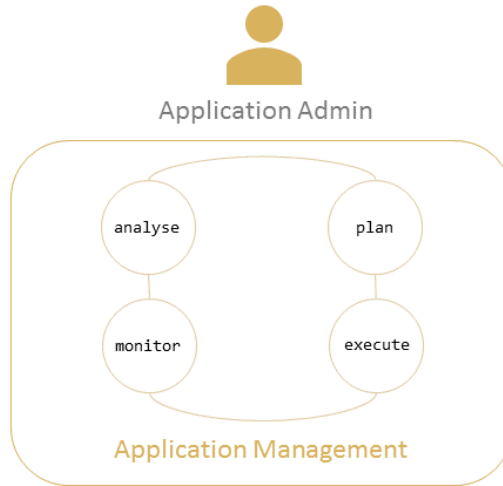 Application Admin
analyse
plan
monitor
execute
Application Management